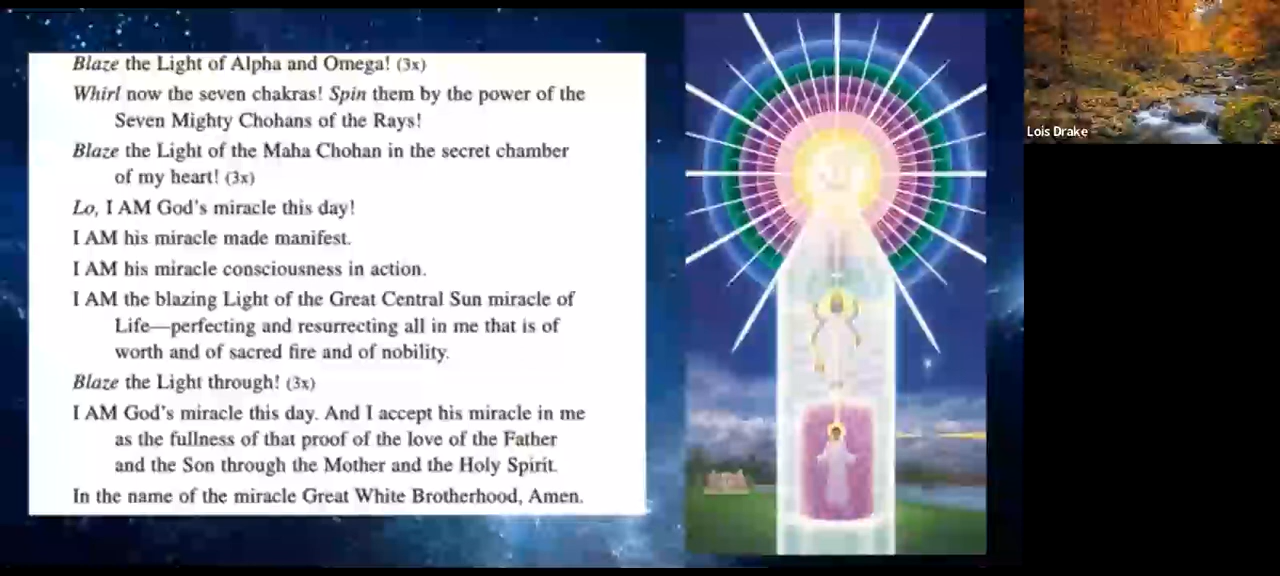 Blaze the Light of Alpha and Omega! (3x)
Whirl now the seven chakras! Spin them by the power of the
Seven Mighty Chohans of the Rays!
Blaze the Light of the Maha Chohan in the secret chamber
of my heart! (3x)
Lo, I AM God's miracle this day!
I AM his miracle made manifest.
I AM his miracle consciousness in action.
I AM the blazing Light of the Great Central Sun miracle of
Life—perfecting and resurrecting all in me that is of
worth and of sacred fire and of nobility.
Blaze the Light through! (3x)
I AM God's miracle this day. And I accept his miracle in me
as the fullness of that proof of the love of the Father
and the Son through the Mother and the Holy Spirit.
In the name of the miracle Great White Brotherhood, Amen.
Lois Drake